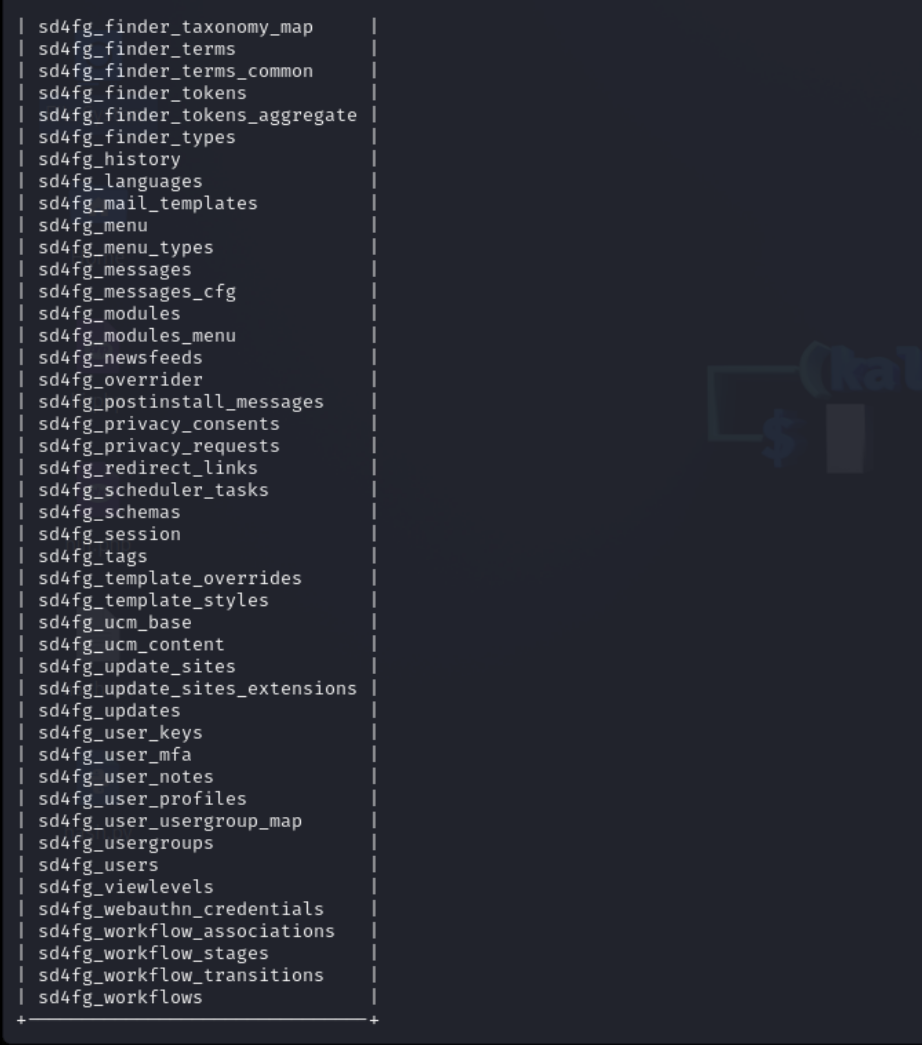 | sd4fg_finder_taxonomy_map |
| sd4fg_finder_terms |
| sd4fg_finder_terms_common |
| sd4fg_finder_tokens |
| sd4fg_finder_tokens_aggregate |
| sd4fg_finder_types |
| sd4fg_history |
| sd4fg_languages |
| sd4fg_mail_templates |
| sd4fg_menu |
| sd4fg_menu_types |
| sd4fg_messages |
| sd4fg_messages_cfg |
| sd4fg_modules |
| sd4fg_modules_menu |
| sd4fg_newsfeeds |
| sd4fg_overrider |
| sd4fg_postinstall_messages |
| sd4fg_privacy_consents |
| sd4fg_privacy_requests |
| sd4fg_redirect_links |
| sd4fg_scheduler_tasks |
| sd4fg_schemas |
| sd4fg_session |
| sd4fg_tags |
| sd4fg_template_overrides |
| sd4fg_template_styles |
| sd4fg_ucm_base |
| sd4fg_ucm_content |
| sd4fg_update_sites |
| sd4fg_update_sites_extensions |
| sd4fg_updates |
| sd4fg_user_keys |
| sd4fg_user_mfa |
| sd4fg_user_notes |
| sd4fg_user_profiles |
| sd4fg_user_usergroup_map |
| sd4fg_usergroups |
| sd4fg_users |
| sd4fg_viewlevels |
| sd4fg_webauthn_credentials |
| sd4fg_workflow_associations |
| sd4fg_workflow_stages |
| sd4fg_workflow_transitions |
| sd4fg_workflows |
+-------------------------------+
(kal
$